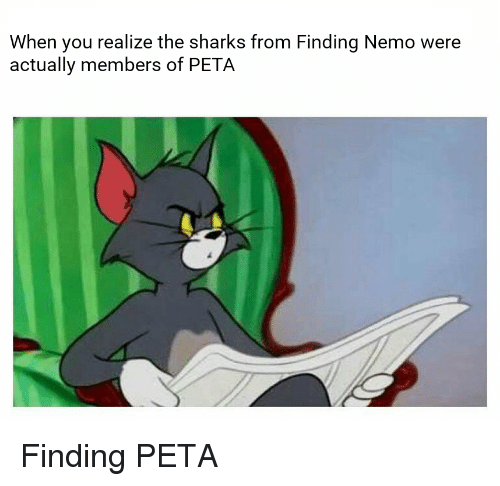 When you realize the sharks from Finding Nemo were
actually members of PETA
Finding PETA